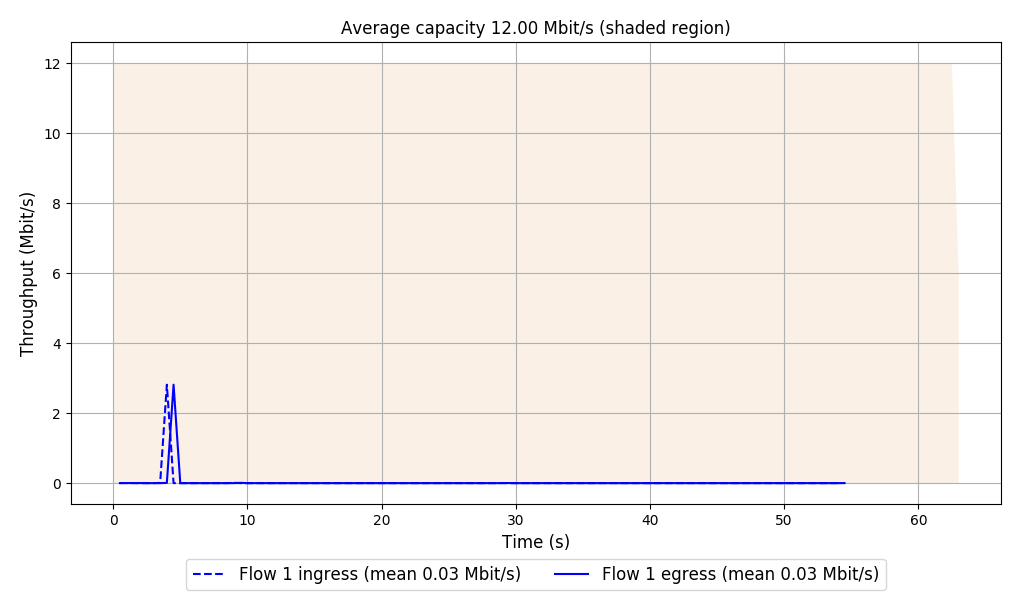 Average capacity 12.00 Mbit/s (shaded region)
12
10
8
6
4
2
0
Throughput (Mbit/s)
0 10 20 30 40 50 60
Time (s)
Flow 1 ingress (mean 0.03 Mbit/s) Flow 1 egress (mean 0.03 Mbit/s)